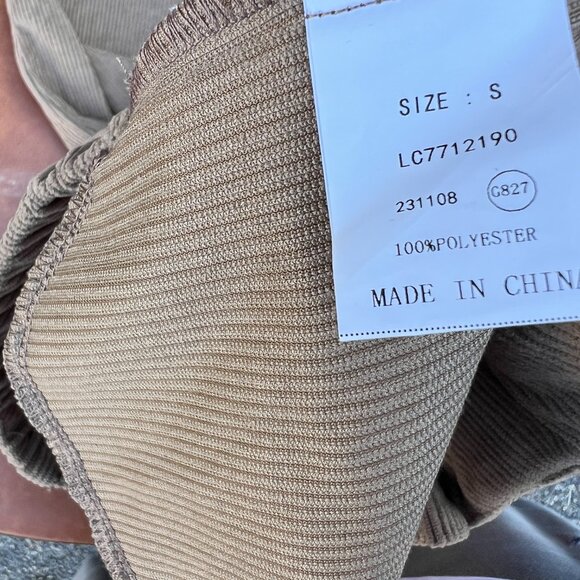 SIZE : S
LC7712190
231108 G827
100%POLYESTER
MADE IN CHINA